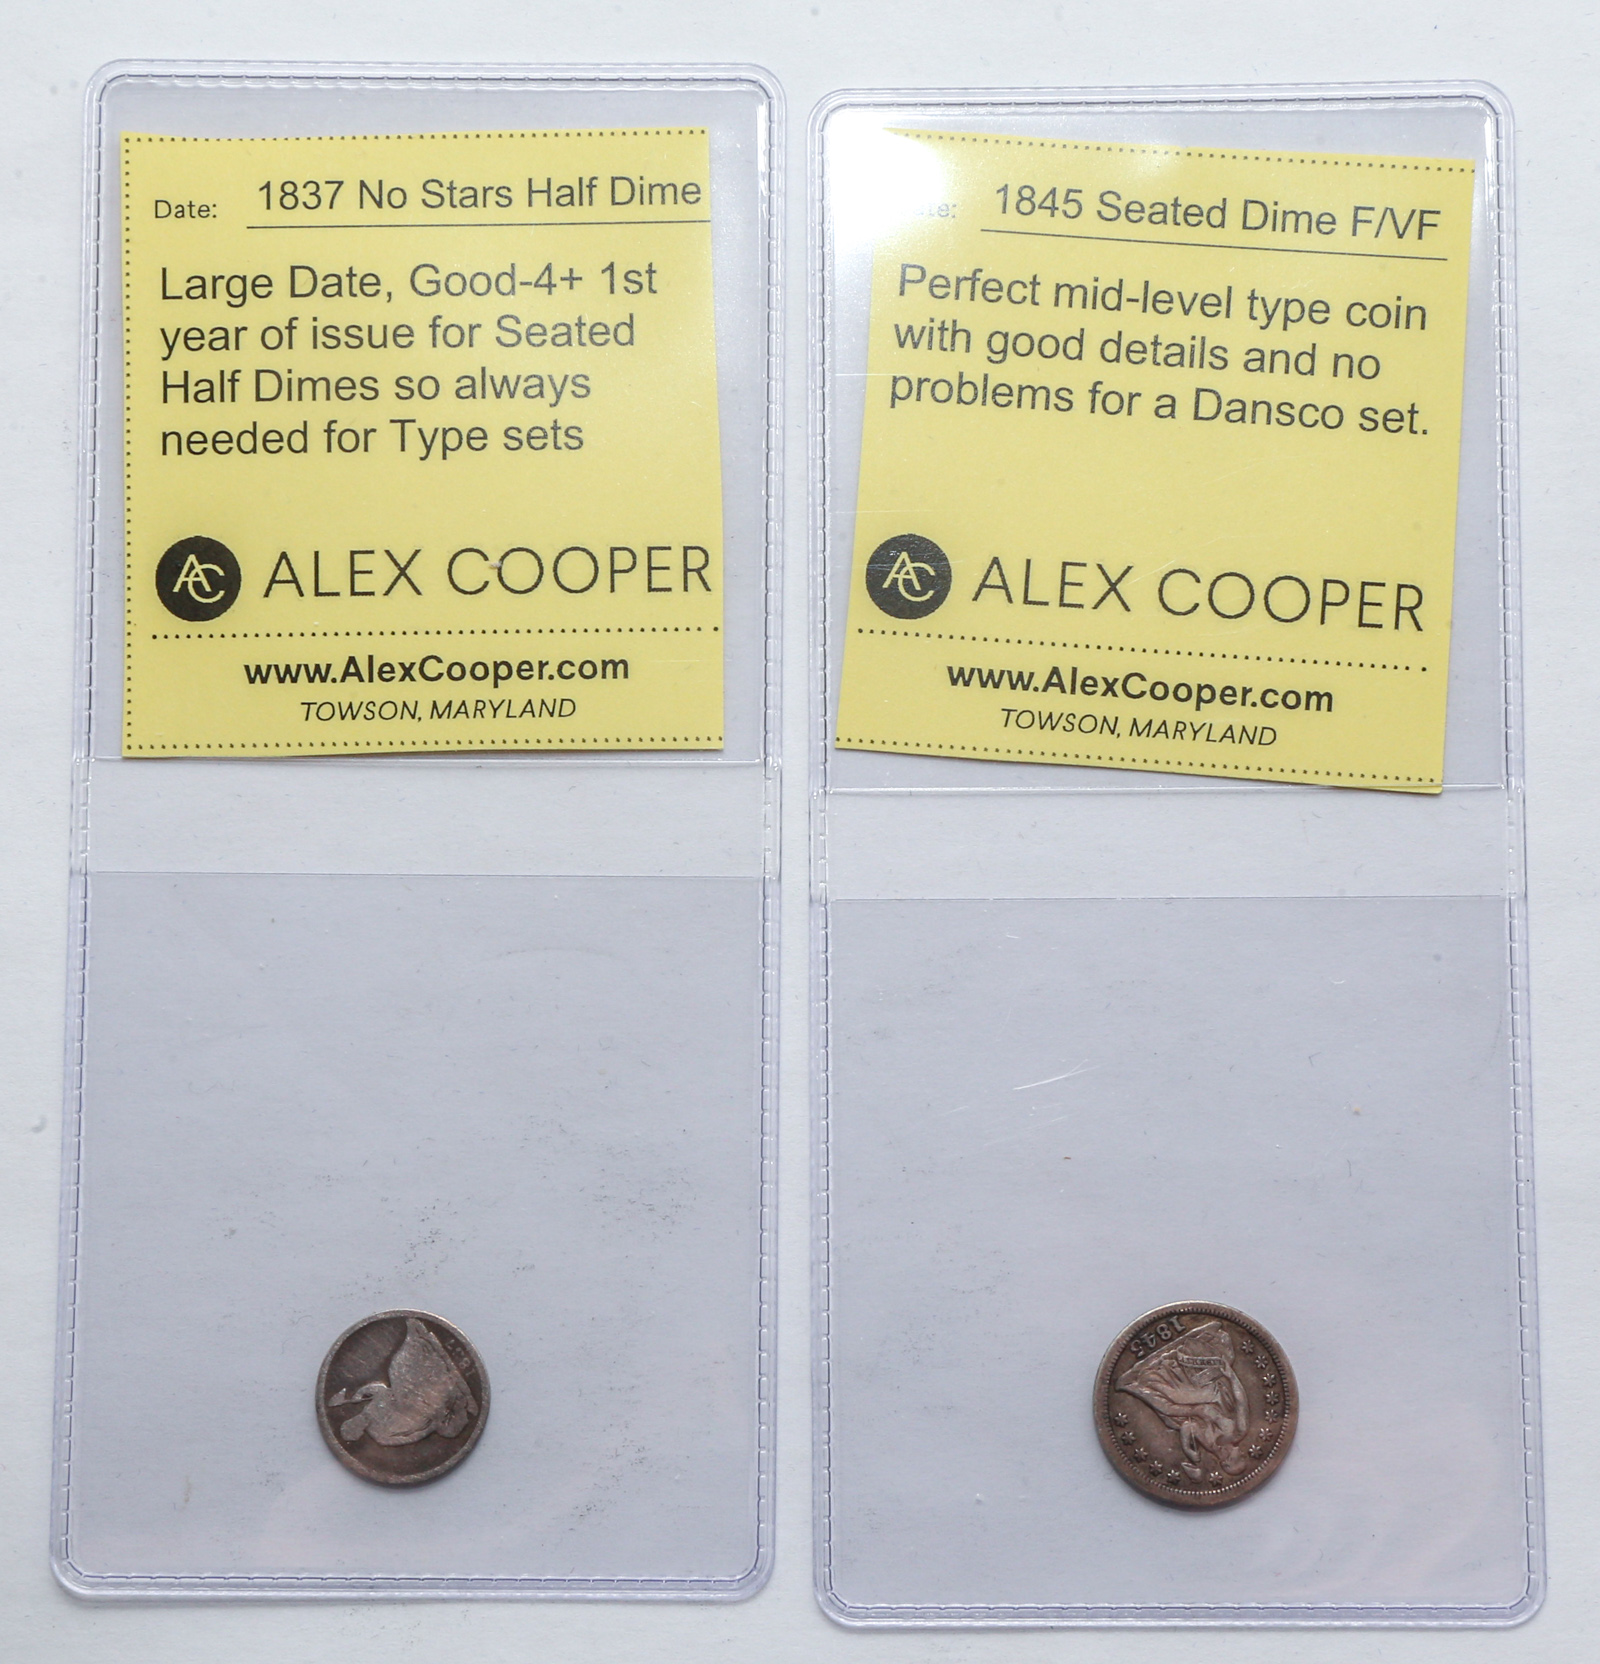 Date: 1837 No Stars Half Dime
Large Date, Good-4+ 1st
year of issue for Seated
Half Dimes so always
needed for Type sets
AC ALEX COOPER
www.AlexCooper.com
TOWSON, MARYLAND
1845 Seated Dime F/VF
Perfect mid-level type coin
with good details and no
problems for a Dansco set.
AC ALEX COOPER
www.AlexCooper.com
TOWSON, MARYLAND
1845